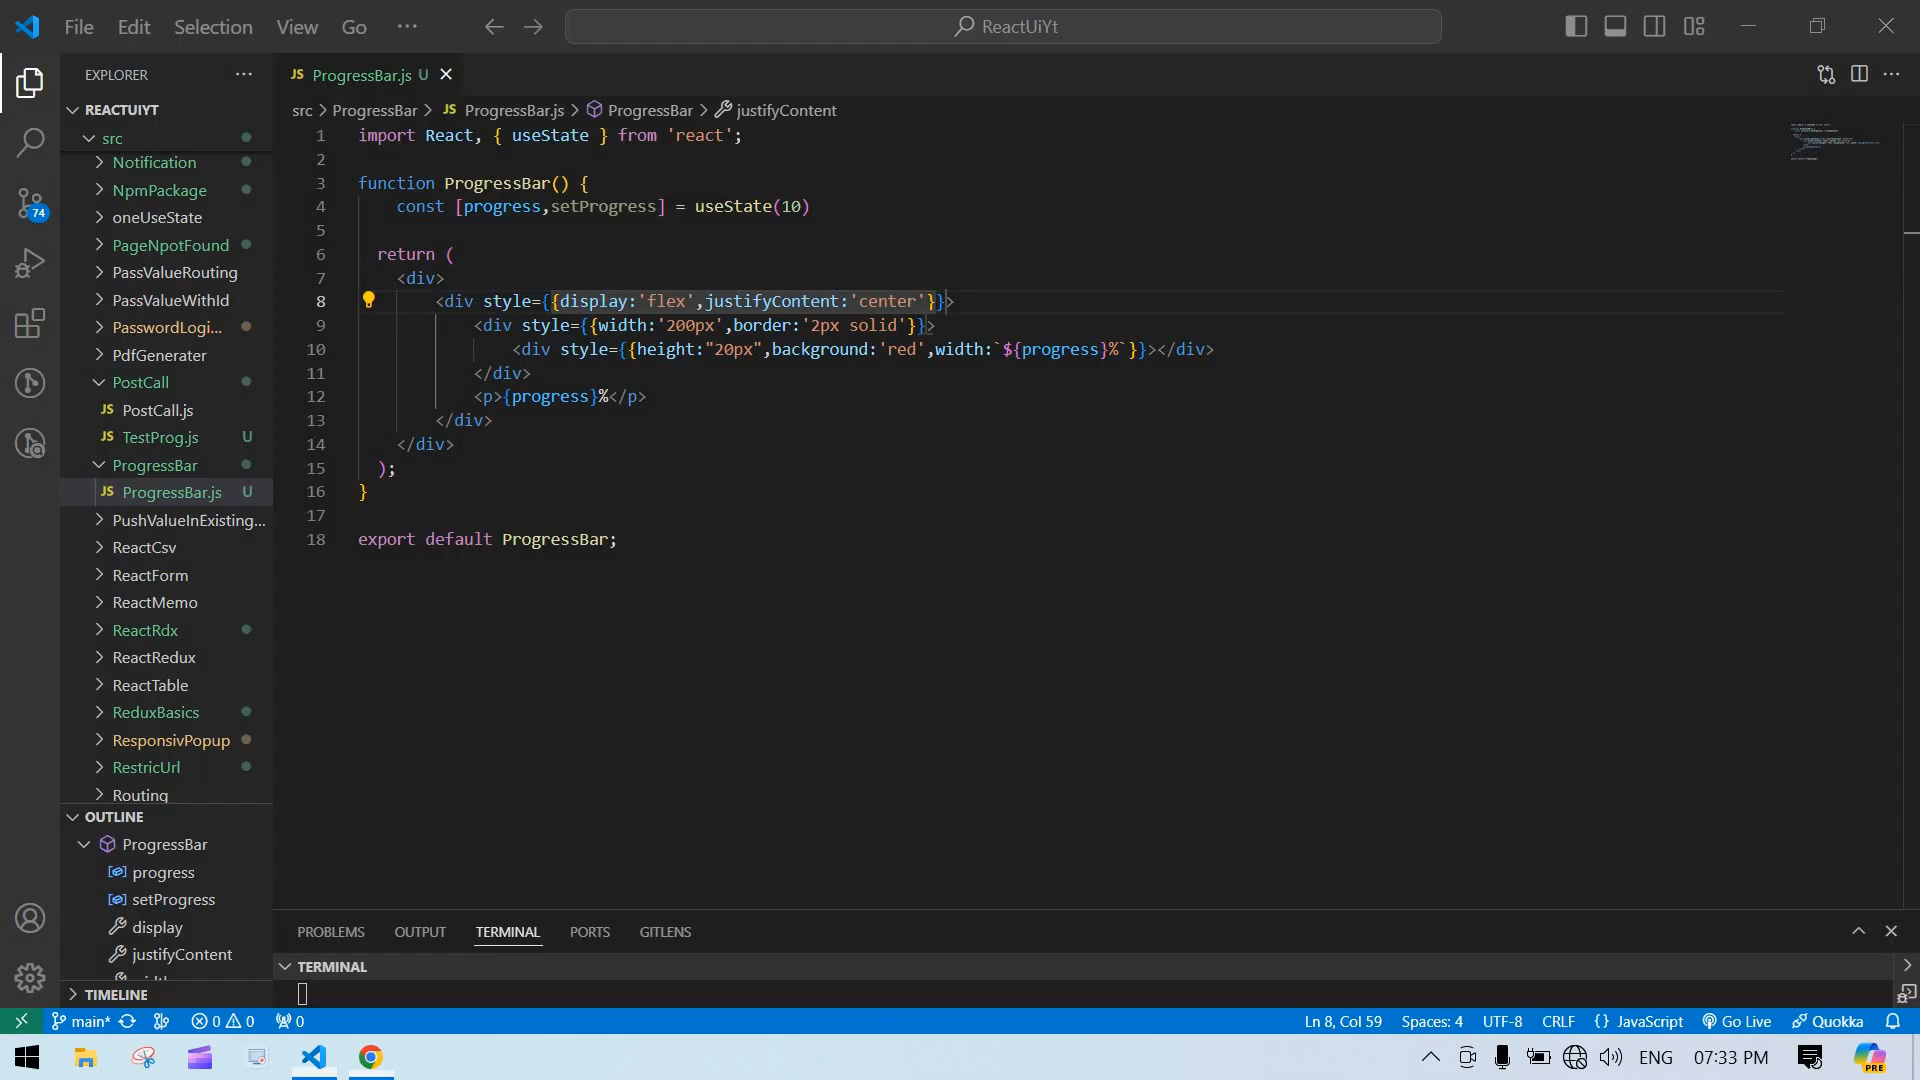 File Edit Selection View Go ··· ReactUiYt
EXPLORER
ProgressBar.js U
REACTUIYT
src > ProgressBar > JS ProgressBar.js > ProgressBar > justifyContent
src
Notification
NpmPackage
oneUseState
PageNpotFound
PassValueRouting
PassValueWithId
PasswordLogi...
PdfGenerater
PostCall
JS PostCall.js
JS TestProg.js U
ProgressBar
JS ProgressBar.js U
PushValueInExisting...
ReactCsv
ReactForm
ReactMemo
ReactRdx
ReactRedux
ReactTable
ReduxBasics
ResponsivPopup
RestricUrl
Routing
OUTLINE
ProgressBar
progress
setProgress
display
justifyContent
TIMELINE
74
1 import React, { useState } from 'react';
2
3 function ProgressBar() {
4 const [progress,setProgress] = useState(10)
5
6 return (
7 <div>
8 <div style={{display:'flex',justifyContent:'center'}}>
9 <div style={{width:'200px',border:'2px solid'}}>
10 <div style={{height:"20px",background:'red',width:`${progress}%`}}></div>
11 </div>
12 <p>{progress}%</p>
13 </div>
14 </div>
15 );
16 }
17
18 export default ProgressBar;
PROBLEMS OUTPUT TERMINAL PORTS GITLENS
TERMINAL
main* 0 0 0 Ln 8, Col 59 Spaces: 4 UTF-8 CRLF {} JavaScript Go Live Quokka
ENG 07:33 PM PRE